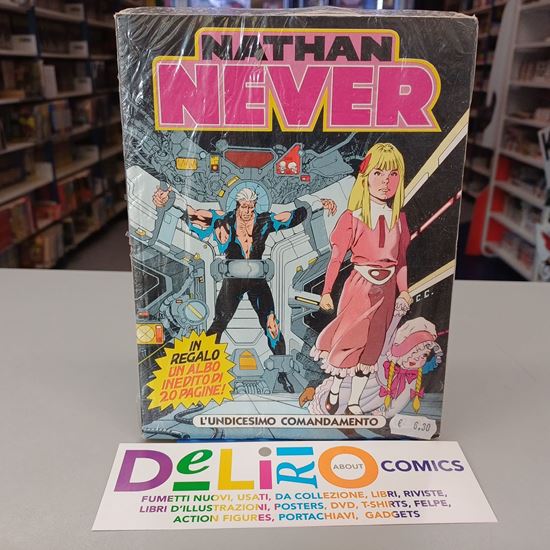 NATHAN
NEVER
IN
REGALO
UN ALBO
INEDITO DI
20 PAGINE!
C.C.
L'UNDICESIMO COMANDAMENTO
€ 6,30
DELIRIO ABOUT COMICS
FUMETTI NUOVI, USATI, DA COLLEZIONE, LIBRI, RIVISTE,
LIBRI D'ILLUSTRAZIONI, POSTERS, DVD, T-SHIRTS, FELPE,
ACTION FIGURES, PORTACHIAVI, GADGETS